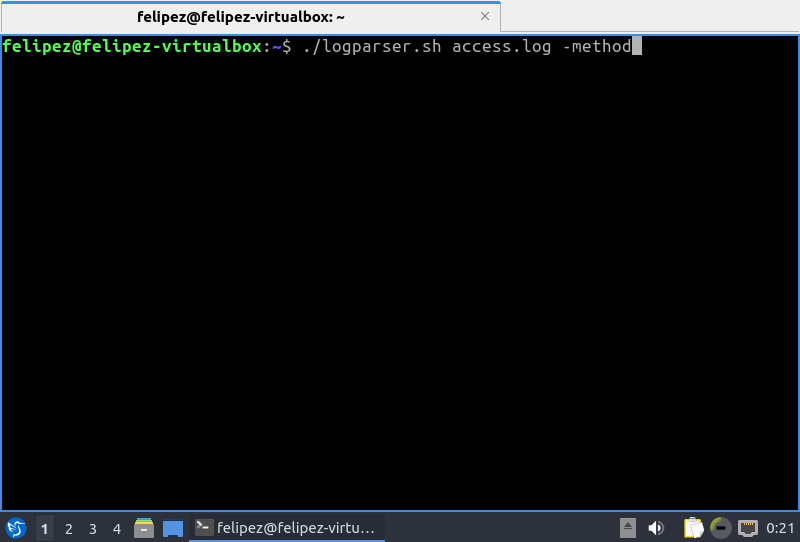 felipez@felipez-virtualbox: ~
felipez@felipez-virtualbox:~$ ./logparser.sh access.log -method
1 2 3 4 felipez@felipez-virtu... 0:21